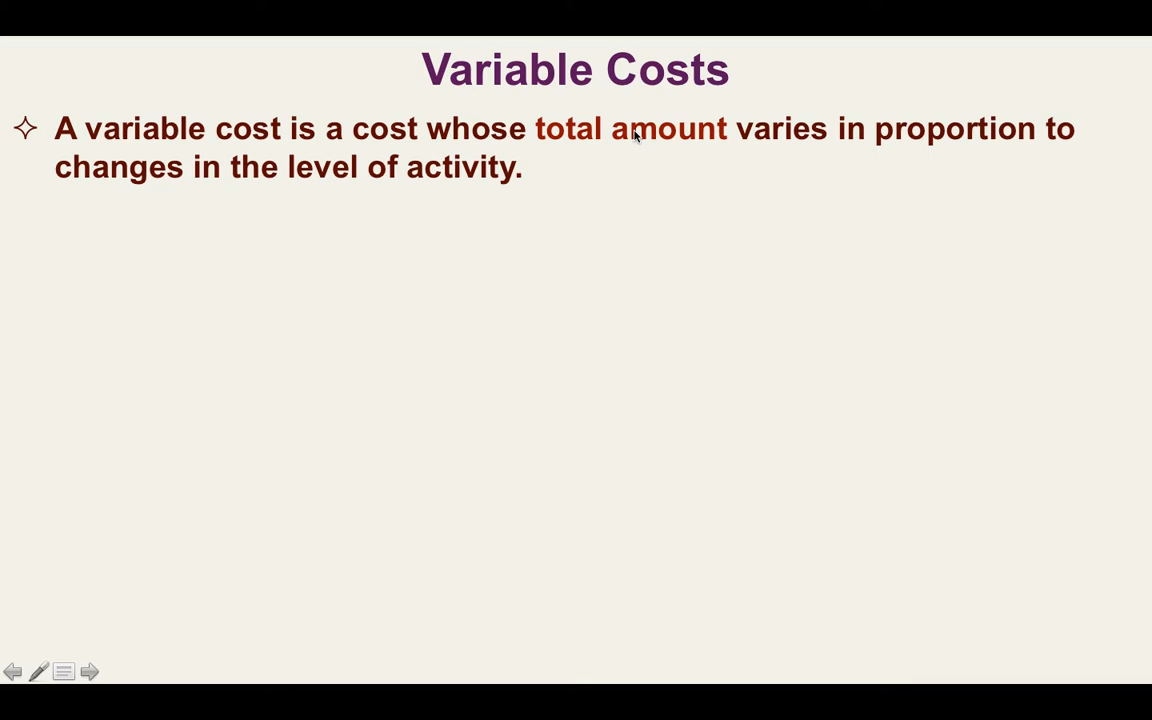 Variable Costs
A variable cost is a cost whose total amount varies in proportion to
changes in the level of activity.